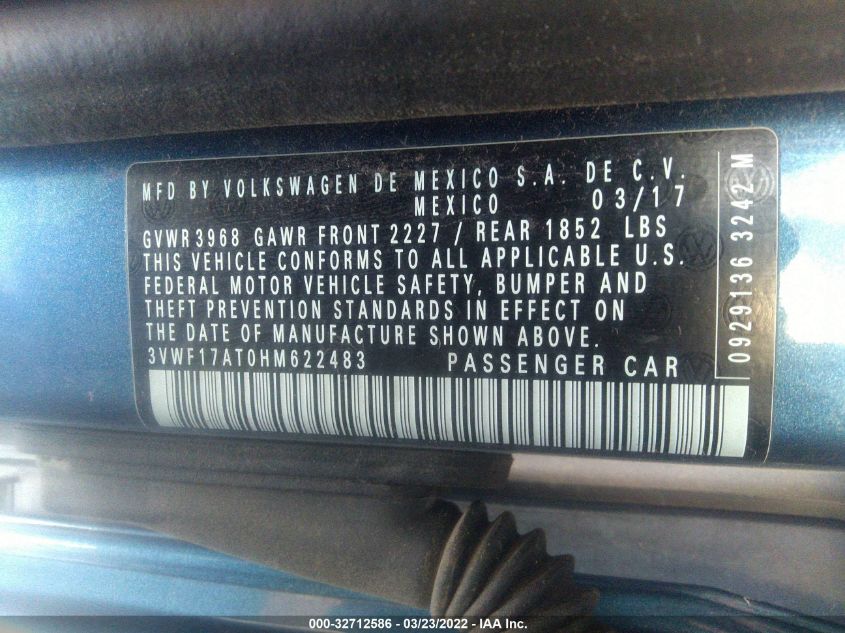 MFD BY VOLKSWAGEN DE MEXICO S.A. DE C.V.
MEXICO 03/17
GVWR 3968 GAWR FRONT 2227 / REAR 1852 LBS
THIS VEHICLE CONFORMS TO ALL APPLICABLE U.S.
FEDERAL MOTOR VEHICLE SAFETY, BUMPER AND
THEFT PREVENTION STANDARDS IN EFFECT ON
THE DATE OF MANUFACTURE SHOWN ABOVE.
3VWF17AT0HM622483 PASSENGER CAR
0929136 3242 M
000-32712586 - 03/23/2022 - IAA Inc.